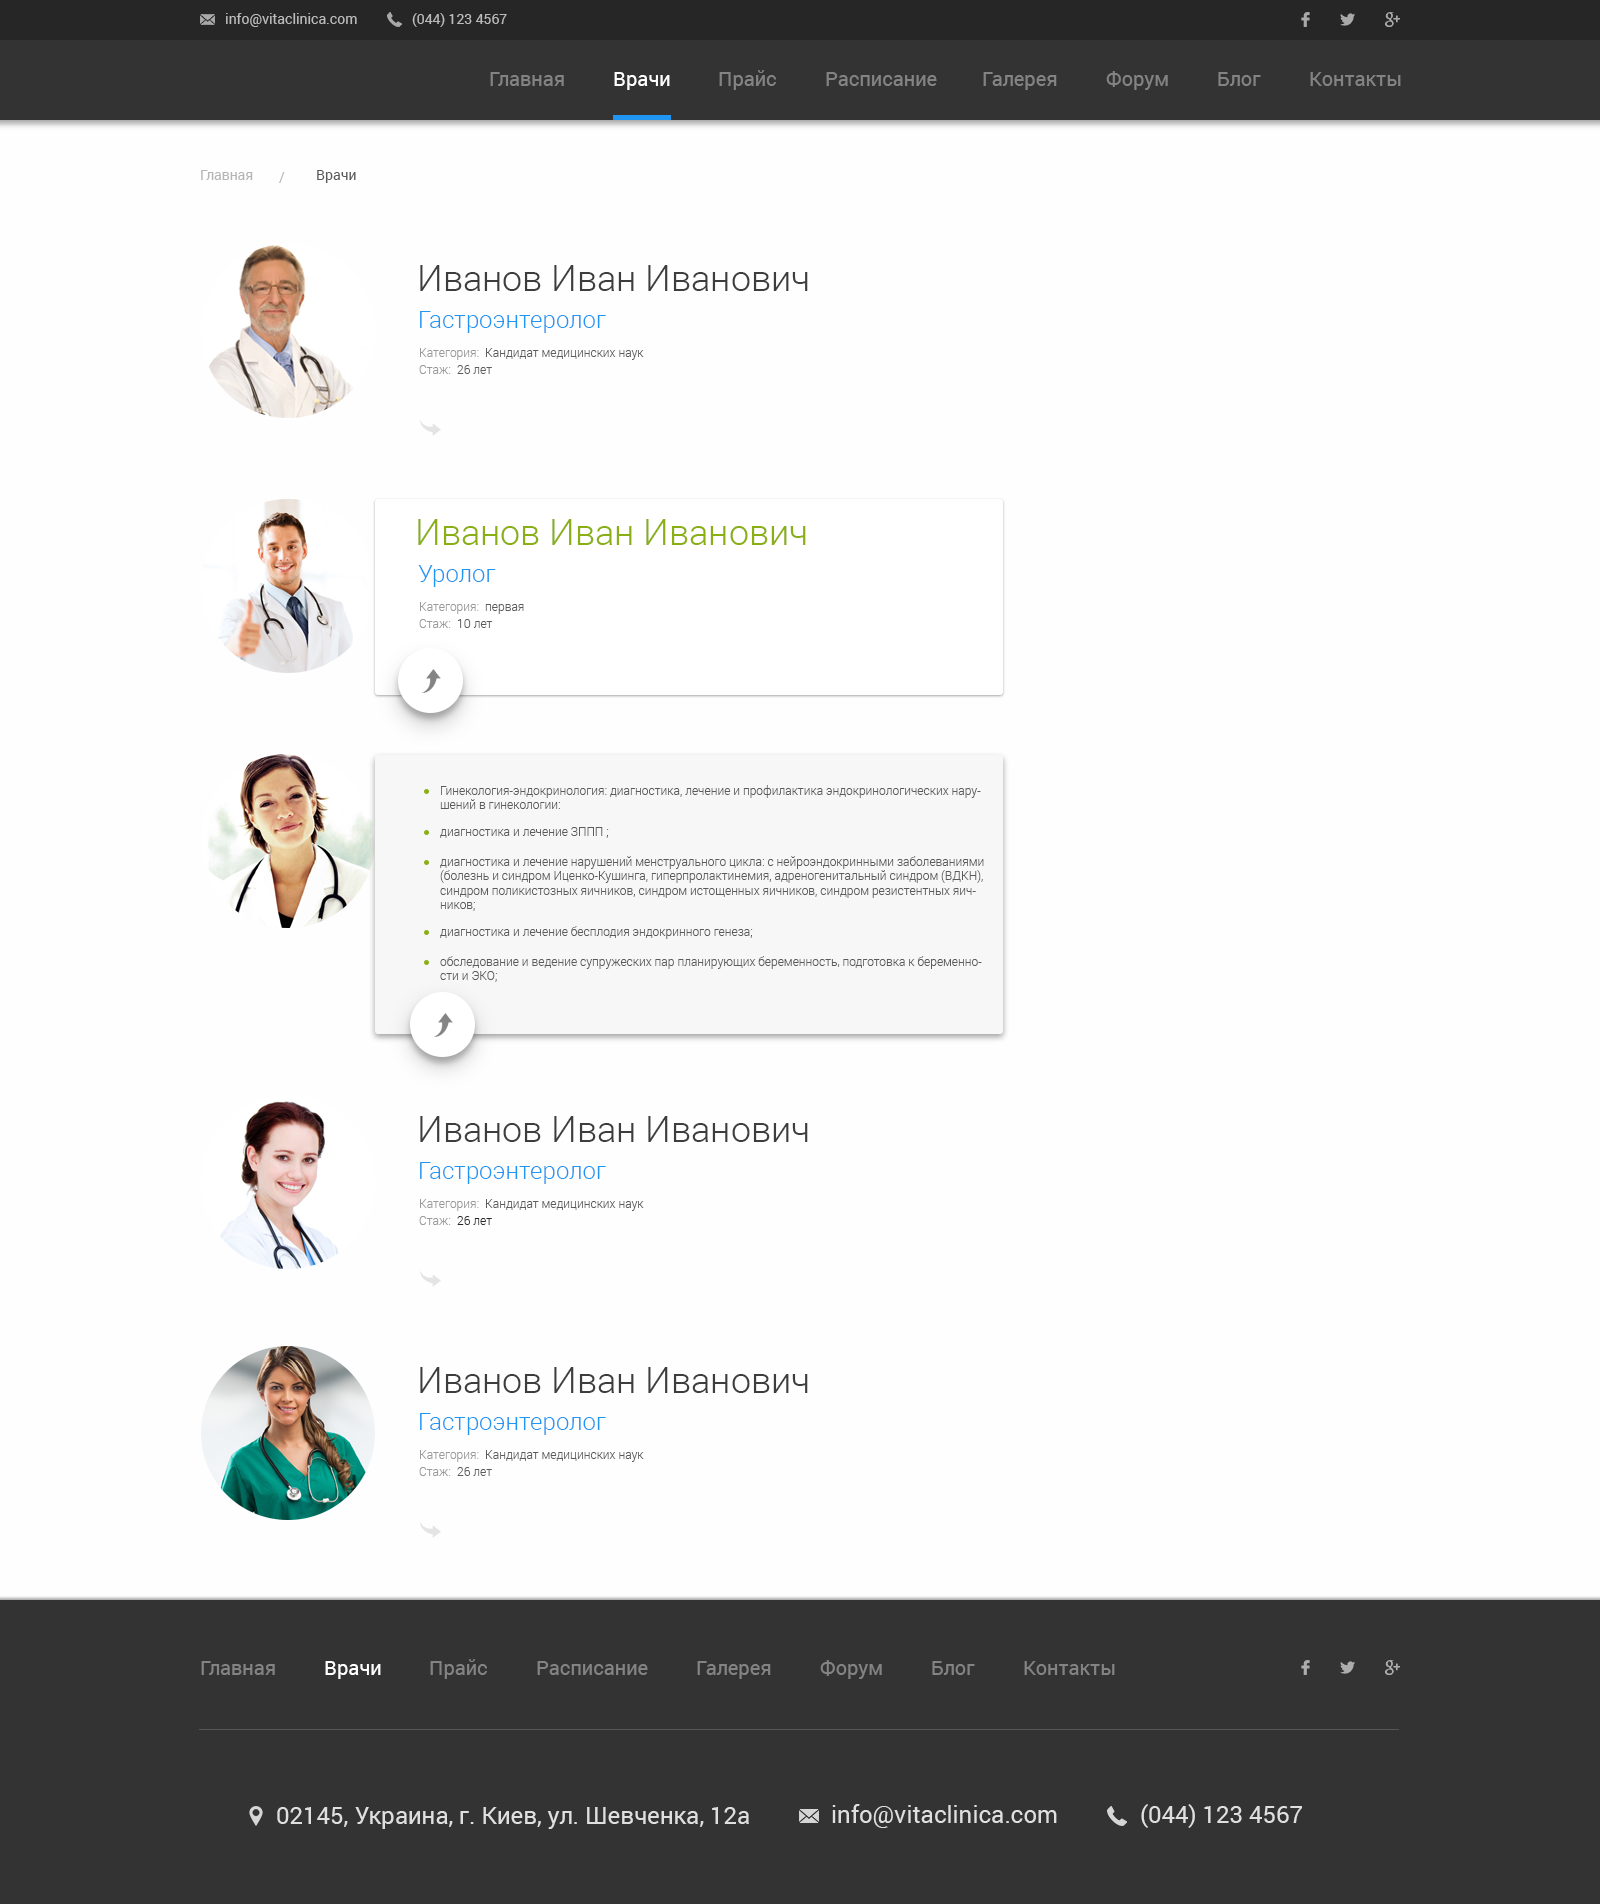 info@vitaclinica.com (044) 123 4567
Главная Врачи Прайс Расписание Галерея Форум Блог Контакты
Главная / Врачи
Иванов Иван Иванович
Гастроэнтеролог
Категория: Кандидат медицинских наук
Стаж: 26 лет
Иванов Иван Иванович
Уролог
Категория: первая
Стаж: 10 лет
Гинекология-эндокринология: диагностика, лечение и профилактика эндокринологических нару-
шений в гинекологии:
диагностика и лечение ЗППП ;
диагностика и лечение нарушений менструального цикла: с нейроэндокринными заболеваниями
(болезнь и синдром Иценко-Кушинга, гиперпролактинемия, адреногенитальный синдром (ВДКН),
синдром поликистозных яичников, синдром истощенных яичников, синдром резистентных яич-
ников;
диагностика и лечение бесплодия эндокринного генеза;
обследование и ведение супружеских пар планирующих беременность, подготовка к беременно-
сти и ЭКО;
Иванов Иван Иванович
Гастроэнтеролог
Категория: Кандидат медицинских наук
Стаж: 26 лет
Иванов Иван Иванович
Гастроэнтеролог
Категория: Кандидат медицинских наук
Стаж: 26 лет
Главная Врачи Прайс Расписание Галерея Форум Блог Контакты
02145, Украина, г. Киев, ул. Шевченка, 12а info@vitaclinica.com (044) 123 4567